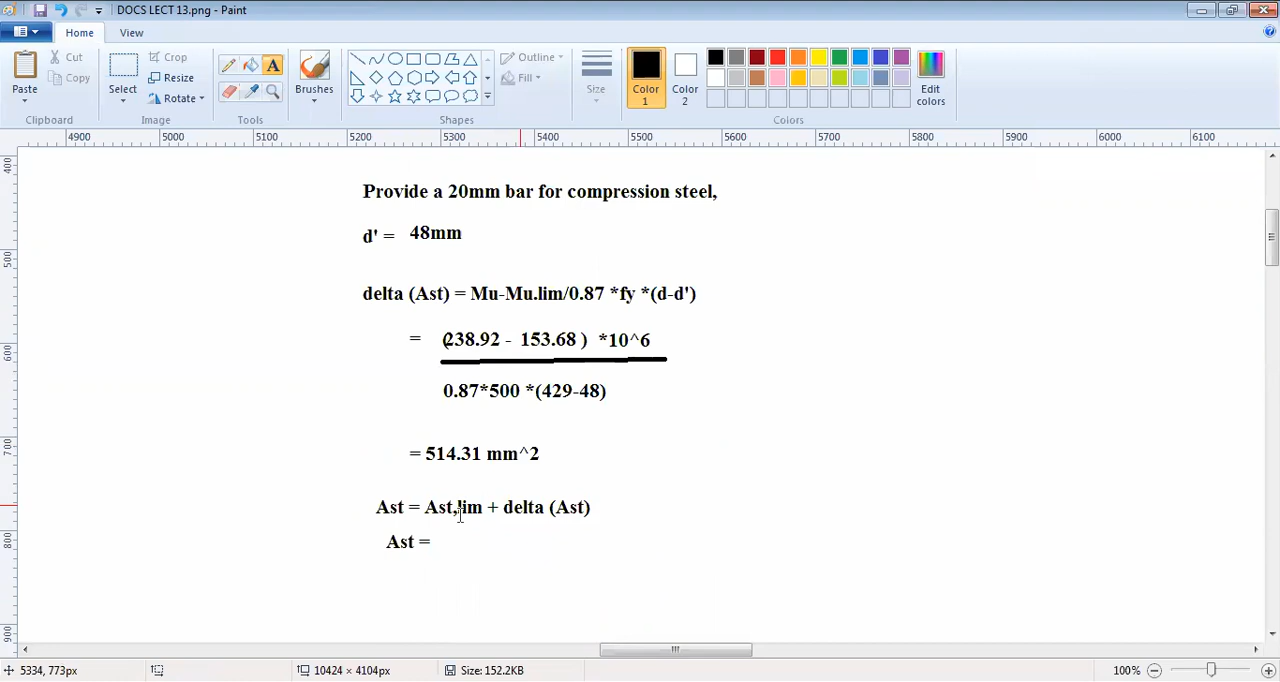 DOCS LECT 13.png - Paint
Home View
Paste Cut Copy
Clipboard
Select Crop Resize Rotate
Image
A
Tools
Brushes
Outline Fill
Shapes
Size
Color 1
Color 2
Edit colors
Colors
4900 5000 5100 5200 5300 5400 5500 5600 5700 5800 5900 6000 6100
400
500
600
700
800
900
Provide a 20mm bar for compression steel,
d' = 48mm
delta (Ast) = Mu-Mu.lim/0.87 *fy *(d-d')
= (238.92 - 153.68 ) *10^6
0.87*500 *(429-48)
= 514.31 mm^2
Ast = Ast,lim + delta (Ast)
Ast =
5334, 773px 10424 × 4104px Size: 152.2KB 100%